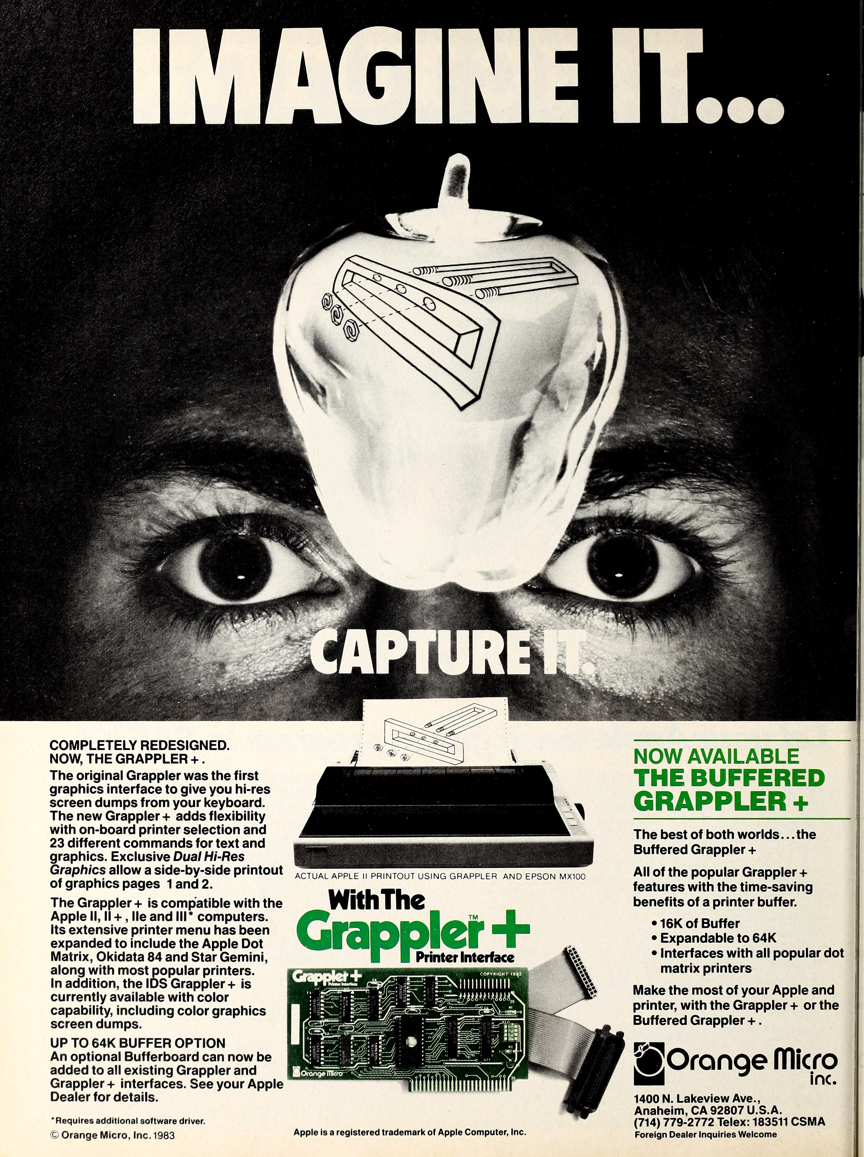 IMAGINE IT...
CAPTURE IT.
COMPLETELY REDESIGNED.
NOW, THE GRAPPLER +.
The original Grappler was the first
graphics interface to give you hi-res
screen dumps from your keyboard.
The new Grappler + adds flexibility
with on-board printer selection and
23 different commands for text and
graphics. Exclusive Dual Hi-Res
Graphics allow a side-by-side printout
of graphics pages 1 and 2.
The Grappler + is compatible with the
Apple II, II +, IIe and III* computers.
Its extensive printer menu has been
expanded to include the Apple Dot
Matrix, Okidata 84 and Star Gemini,
along with most popular printers.
In addition, the IDS Grappler + is
currently available with color
capability, including color graphics
screen dumps.
UP TO 64K BUFFER OPTION
An optional Bufferboard can now be
added to all existing Grappler and
Grappler + interfaces. See your Apple
Dealer for details.
*Requires additional software driver.
© Orange Micro, Inc. 1983
ACTUAL APPLE II PRINTOUT USING GRAPPLER AND EPSON MX100
With The
Grappler +™
Printer Interface
Grappler +
Printer Interface
COPYRIGHT 1982
Orange Micro
Apple is a registered trademark of Apple Computer, Inc.
NOW AVAILABLE
THE BUFFERED
GRAPPLER +
The best of both worlds...the
Buffered Grappler +
All of the popular Grappler +
features with the time-saving
benefits of a printer buffer.
• 16K of Buffer
• Expandable to 64K
• Interfaces with all popular dot
matrix printers
Make the most of your Apple and
printer, with the Grappler + or the
Buffered Grappler +.
Orange Micro
inc.
1400 N. Lakeview Ave.,
Anaheim, CA 92807 U.S.A.
(714) 779-2772 Telex: 183511 CSMA
Foreign Dealer Inquiries Welcome